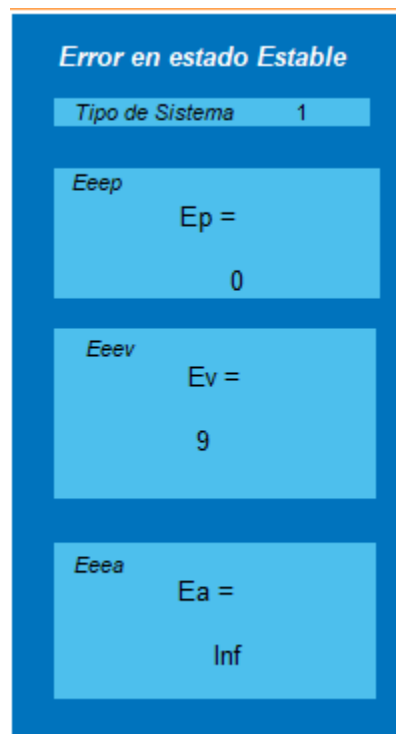 Error en estado Estable
Tipo de Sistema 1
Eeep
Ep =
0
Eeev
Ev =
9
Eeea
Ea =
Inf